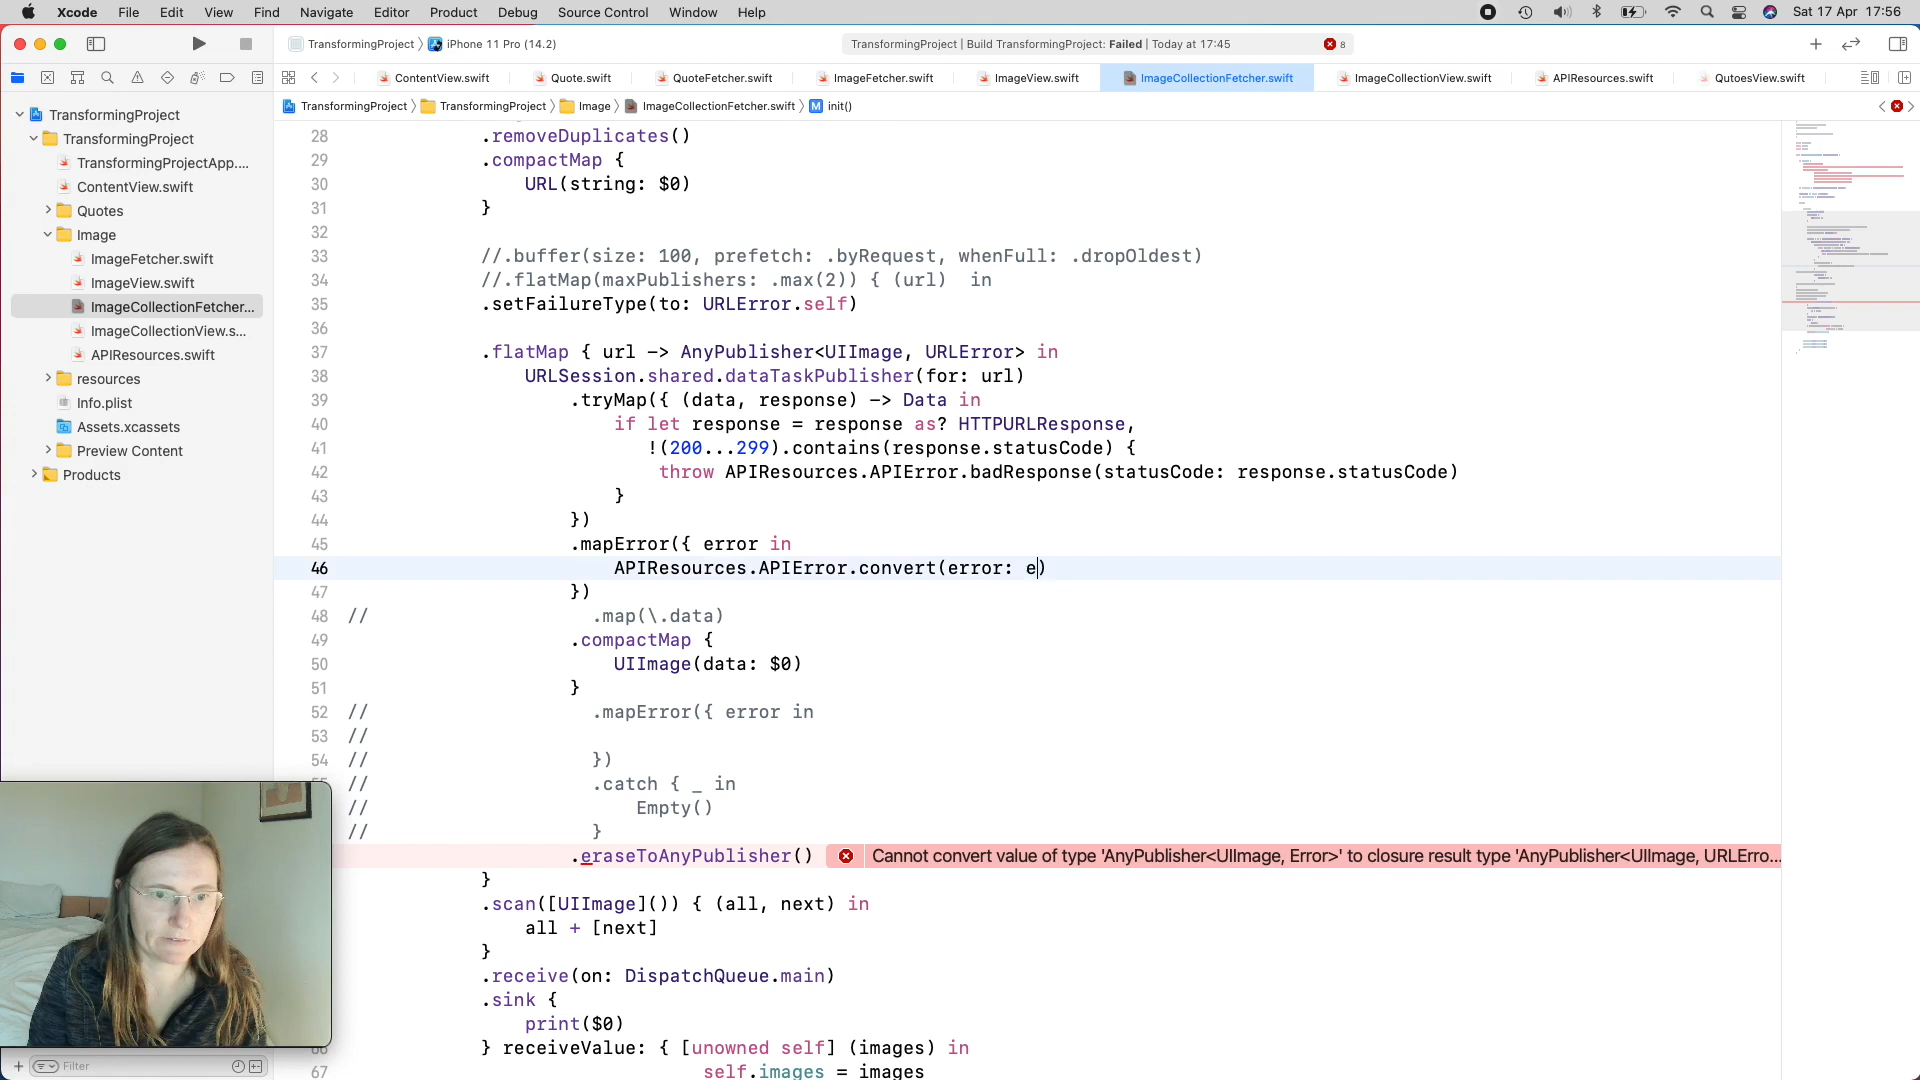 Xcode File Edit View Find Navigate Editor Product Debug Source Control Window Help Sat 17 Apr 17:56
TransformingProject iPhone 11 Pro (14.2) TransformingProject | Build TransformingProject: Failed | Today at 17:45 8
ContentView.swift Quote.swift QuoteFetcher.swift ImageFetcher.swift ImageView.swift ImageCollectionFetcher.swift ImageCollectionView.swift APIResources.swift QutoesView.swift
TransformingProject TransformingProject Image ImageCollectionFetcher.swift M init()
TransformingProject
TransformingProject
TransformingProjectApp....
ContentView.swift
Quotes
Image
ImageFetcher.swift
ImageView.swift
ImageCollectionFetcher...
ImageCollectionView.s...
APIResources.swift
resources
Info.plist
Assets.xcassets
Preview Content
Products
Filter
28 .removeDuplicates()
29 .compactMap {
30 URL(string: $0)
31 }
32
33 //.buffer(size: 100, prefetch: .byRequest, whenFull: .dropOldest)
34 //.flatMap(maxPublishers: .max(2)) { (url)  in
35 .setFailureType(to: URLError.self)
36
37 .flatMap { url -> AnyPublisher<UIImage, URLError> in
38 URLSession.shared.dataTaskPublisher(for: url)
39 .tryMap({ (data, response) -> Data in
40 if let response = response as? HTTPURLResponse,
41 !(200...299).contains(response.statusCode) {
42 throw APIResources.APIError.badResponse(statusCode: response.statusCode)
43 }
44 })
45 .mapError({ error in
46 APIResources.APIError.convert(error: e)
47 })
48 // .map(\.data)
49 .compactMap {
50 UIImage(data: $0)
51 }
52 // .mapError({ error in
53 //
54 // })
// .catch { _ in
// Empty()
// }
.eraseToAnyPublisher() Cannot convert value of type 'AnyPublisher<UIImage, Error>' to closure result type 'AnyPublisher<UIImage, URLErro...
}
.scan([UIImage]()) { (all, next) in
all + [next]
}
.receive(on: DispatchQueue.main)
.sink {
print($0)
} receiveValue: { [unowned self] (images) in
67 self.images = images